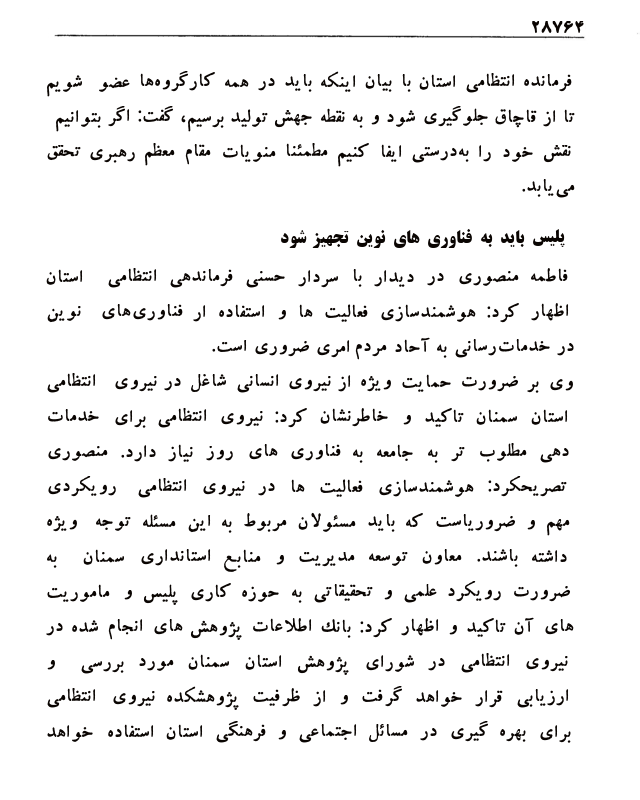 ۲۸۷۶۴
فرمانده انتظامی استان با بیان اینکه باید در همه کارگروه‌ها عضو شویم
تا از قاچاق جلوگیری شود و به نقطه جهش تولید برسیم، گفت: اگر بتوانیم
نقش خود را به‌درستی ایفا کنیم مطمئنا منویات مقام معظم رهبری تحقق
می‌یابد.
پلیس باید به فناوری های نوین تجهیز شود
فاطمه منصوری در دیدار با سردار حسنی فرماندهی انتظامی استان
اظهار کرد: هوشمندسازی فعالیت ها و استفاده ار فناوری‌های نوین
در خدمات‌رسانی به آحاد مردم امری ضروری است.
وی بر ضرورت حمایت ویژه از نیروی انسانی شاغل در نیروی انتظامی
استان سمنان تاکید و خاطرنشان کرد: نیروی انتظامی برای خدمات
دهی مطلوب تر به جامعه به فناوری های روز نیاز دارد. منصوری
تصریحکرد: هوشمندسازی فعالیت ها در نیروی انتظامی رویکردی
مهم و ضروریاست که باید مسئولان مربوط به این مسئله توجه ویژه
داشته باشند. معاون توسعه مدیریت و منابع استانداری سمنان به
ضرورت رویکرد علمی و تحقیقاتی به حوزه کاری پلیس و ماموریت
های آن تاکید و اظهار کرد: بانك اطلاعات پژوهش های انجام شده در
نیروی انتظامی در شورای پژوهش استان سمنان مورد بررسی و
ارزیابی قرار خواهد گرفت و از ظرفیت پژوهشکده نیروی انتظامی
برای بهره گیری در مسائل اجتماعی و فرهنگی استان استفاده خواهد